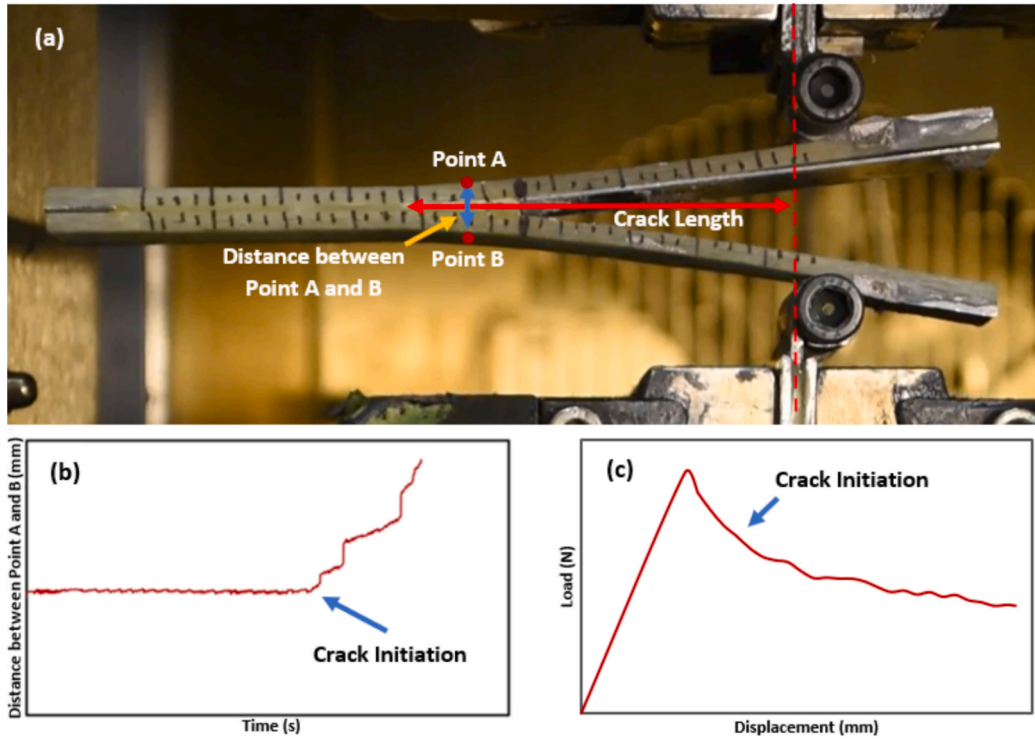 (a)
Point A
Crack Length
Distance between
Point A and B
Point B
(b)
Distance between Point A and B (mm)
Crack Initiation
Time (s)
(c)
Crack Initiation
Load (N)
Displacement (mm)